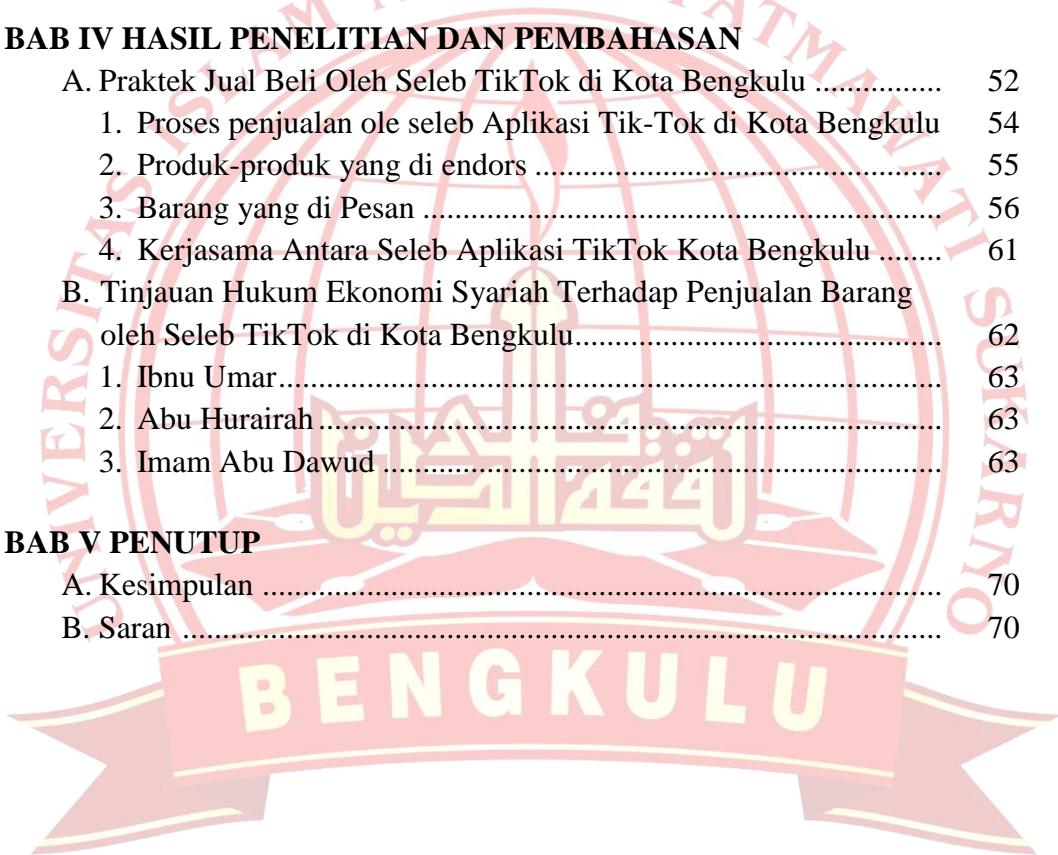 BAB IV HASIL PENELITIAN DAN PEMBAHASAN
A. Praktek Jual Beli Oleh Seleb TikTok di Kota Bengkulu ............... 52
1. Proses penjualan ole seleb Aplikasi Tik-Tok di Kota Bengkulu 54
2. Produk-produk yang di endors ........................................... 55
3. Barang yang di Pesan ....................................................... 56
4. Kerjasama Antara Seleb Aplikasi TikTok Kota Bengkulu ........ 61
B. Tinjauan Hukum Ekonomi Syariah Terhadap Penjualan Barang
oleh Seleb TikTok di Kota Bengkulu....................................... 62
1. Ibnu Umar...................................................................... 63
2. Abu Hurairah .................................................................. 63
3. Imam Abu Dawud ........................................................... 63
BAB V PENUTUP
A. Kesimpulan ........................................................................ 70
B. Saran ................................................................................. 70
UNIVERSITAS ISLAM
ATMAWATI SUKARNO
BENGKULU